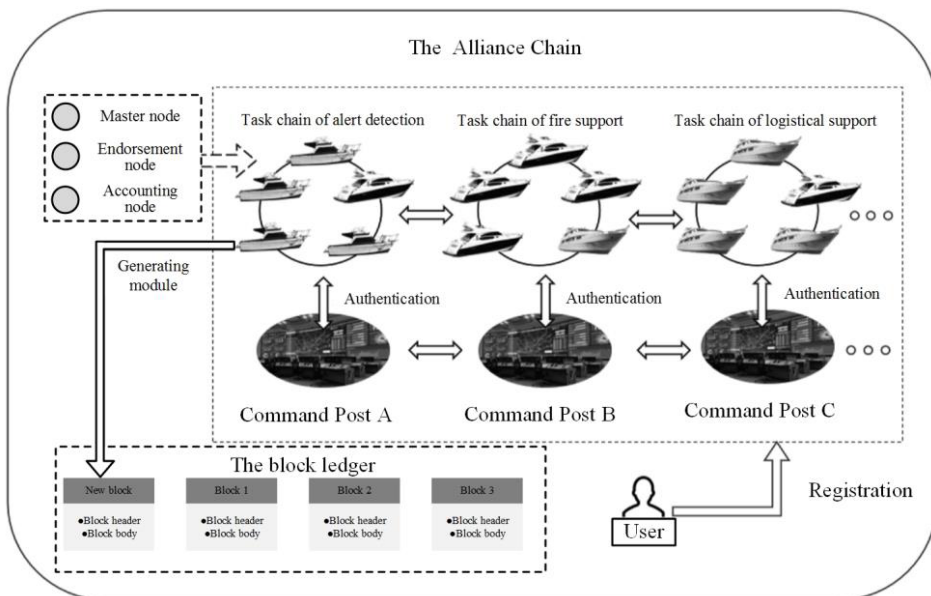 The Alliance Chain
Master node
Endorsement
node
Accounting
node
Task chain of alert detection
Task chain of fire support
Task chain of logistical support
Generating
module
Authentication
Authentication
Authentication
Command Post A
Command Post B
Command Post C
The block ledger
New block
●Block header
●Block body
Block 1
●Block header
●Block body
Block 2
●Block header
●Block body
Block 3
●Block header
●Block body
User
Registration